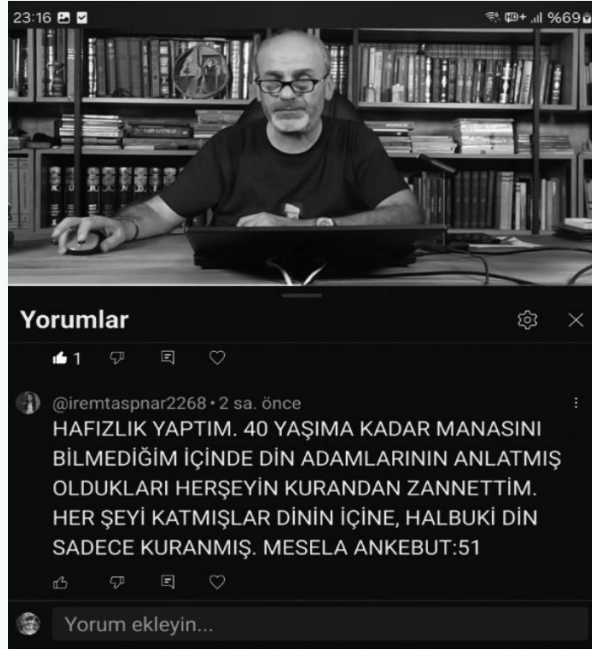 23:16 %69
Yorumlar
1
@iremtaspnar2268 • 2 sa. önce
HAFIZLIK YAPTIM. 40 YAŞIMA KADAR MANASINI
BİLMEDİĞİM İÇİNDE DİN ADAMLARININ ANLATMIŞ
OLDUKLARI HERŞEYİN KURANDAN ZANNETTİM.
HER ŞEYİ KATMIŞLAR DİNİN İÇİNE, HALBUKİ DİN
SADECE KURANMIŞ. MESELA ANKEBUT:51
Yorum ekleyin...